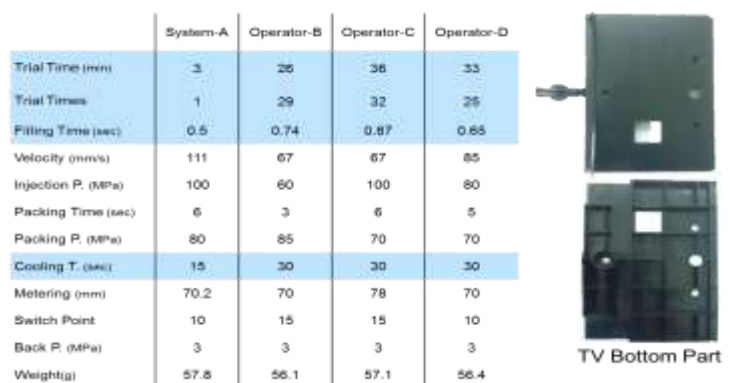 System-A Operator-B Operator-C Operator-D
Trial Time (min) 3 26 36 33
Trial Times 1 29 32 25
Filling Time (sec) 0.5 0.74 0.87 0.65
Velocity (mm/s) 111 67 67 85
Injection P. (MPa) 100 60 100 80
Packing Time (sec) 6 3 6 5
Packing P. (MPa) 80 85 70 70
Cooling T. (sec) 15 30 30 30
Metering (mm) 70.2 70 78 70
Switch Point 10 15 15 10
Back P. (MPa) 3 3 3 3
Weight(g) 57.8 56.1 57.1 56.4
TV Bottom Part